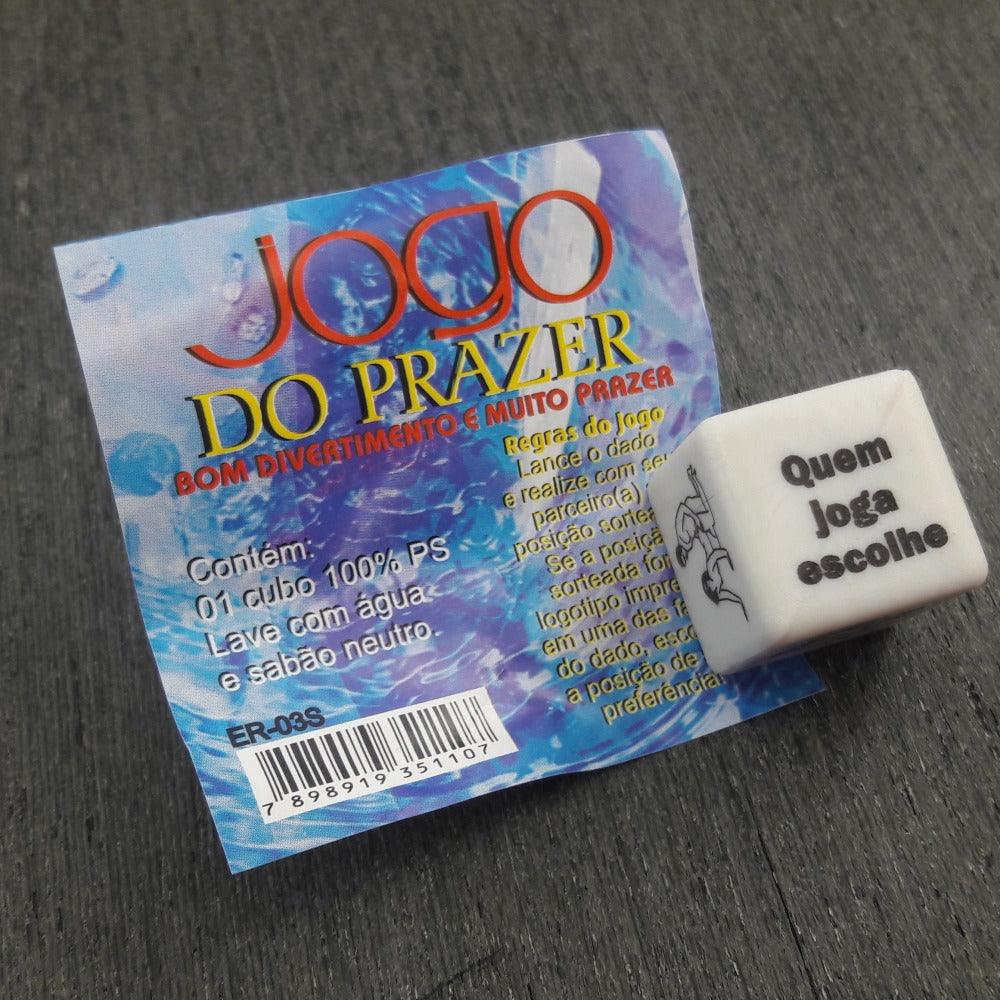 Jogo
DO PRAZER
BOM DIVERTIMENTO E MUITO PRAZER
Regras do Jogo
Lance o dado
e realize com seu
parceiro(a)
posição
Se a posiçã
sorteada for
logotipo
em uma das
do dado,
a posição de
preferência
Contém:
01 cubo 100% PS
Lave com água
e sabão neutro.
ER-03S
7 898919 351107
Quem
joga
escolhe